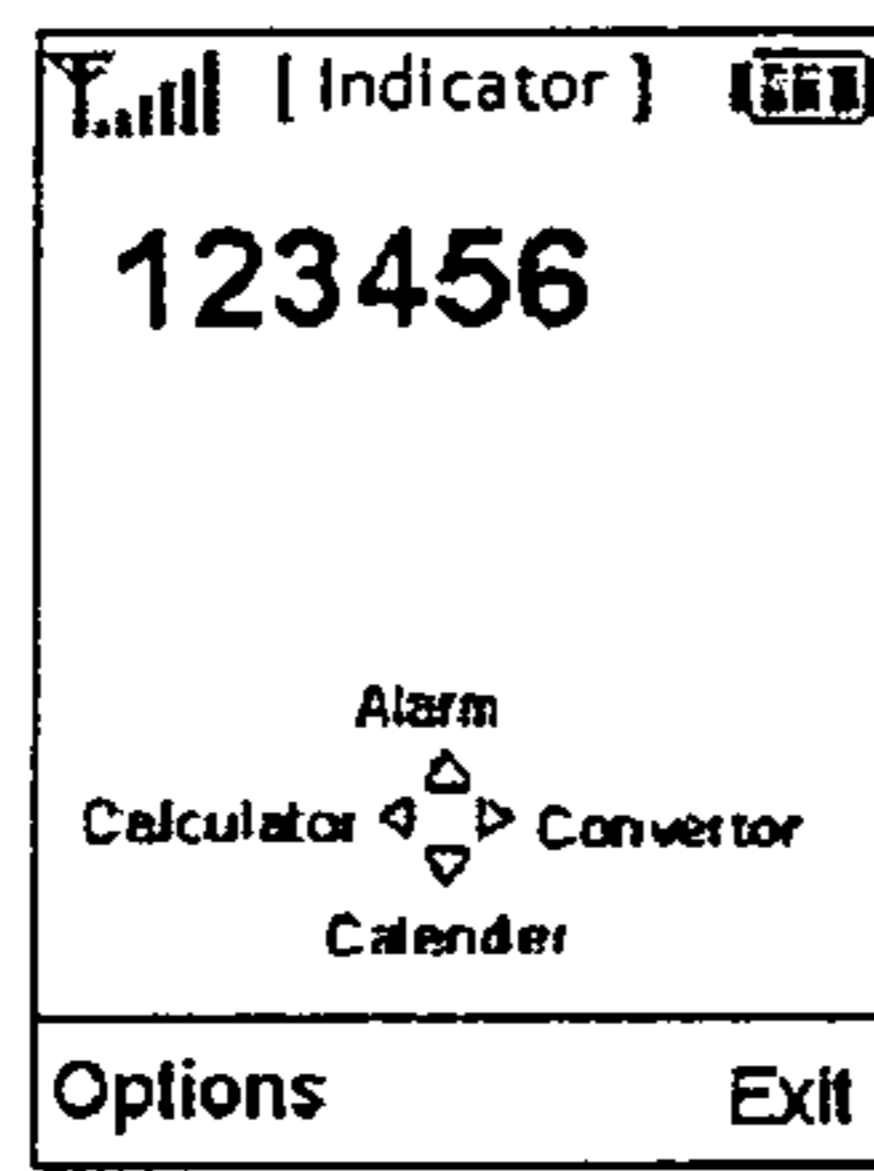 [ Indicator ]
123456
Alarm
Calculator Convertor
Calender
Options Exit